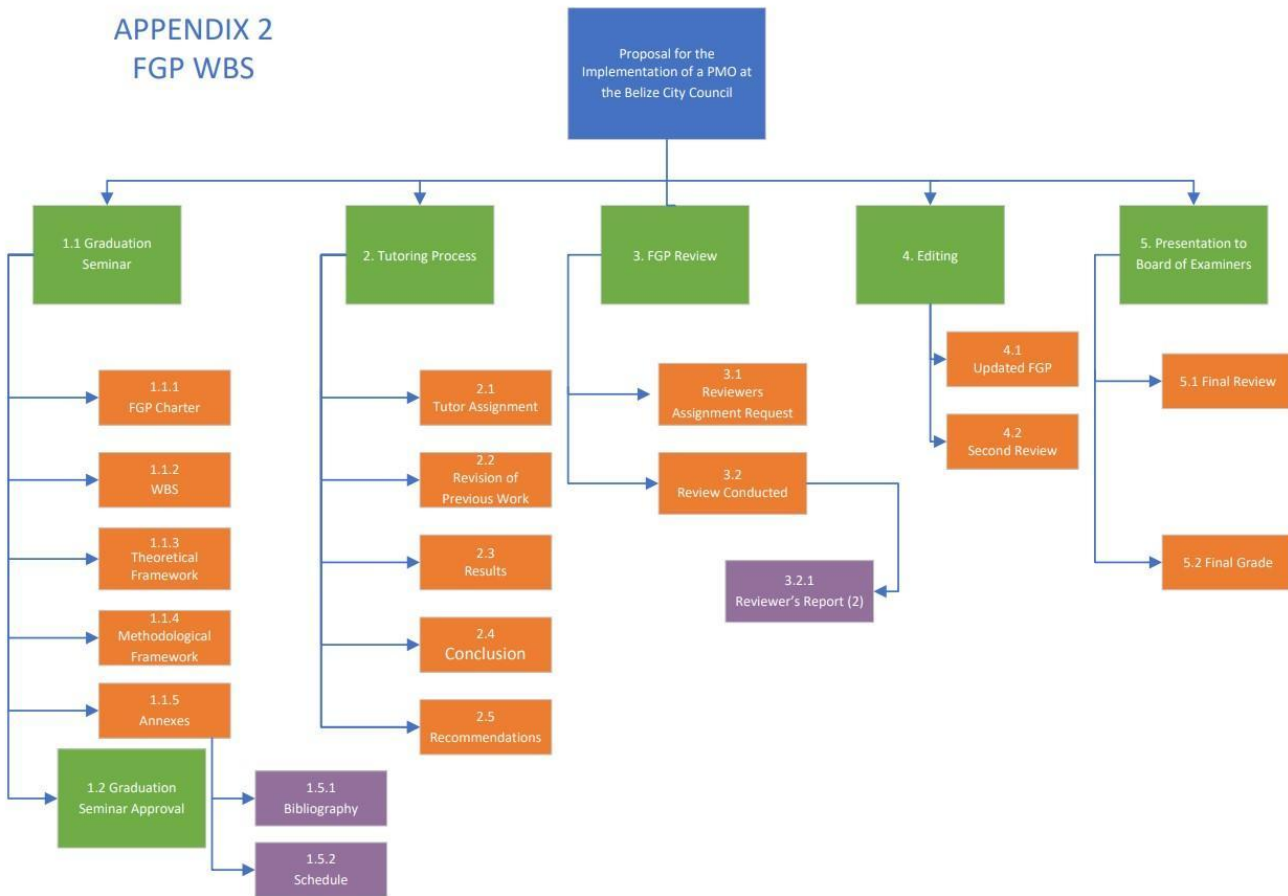 APPENDIX 2
FGP WBS
Proposal for the
Implementation of a PMO at
the Belize City Council
1.1 Graduation
Seminar
1.1.1
FGP Charter
1.1.2
WBS
1.1.3
Theoretical
Framework
1.1.4
Methodological
Framework
1.1.5
Annexes
1.2 Graduation
Seminar Approval
1.5.1
Bibliography
1.5.2
Schedule
2. Tutoring Process
2.1
Tutor Assignment
2.2
Revision of
Previous Work
2.3
Results
2.4
Conclusion
2.5
Recommendations
3. FGP Review
3.1
Reviewers
Assignment Request
3.2
Review Conducted
3.2.1
Reviewer’s Report (2)
4. Editing
4.1
Updated FGP
4.2
Second Review
5. Presentation to
Board of Examiners
5.1 Final Review
5.2 Final Grade